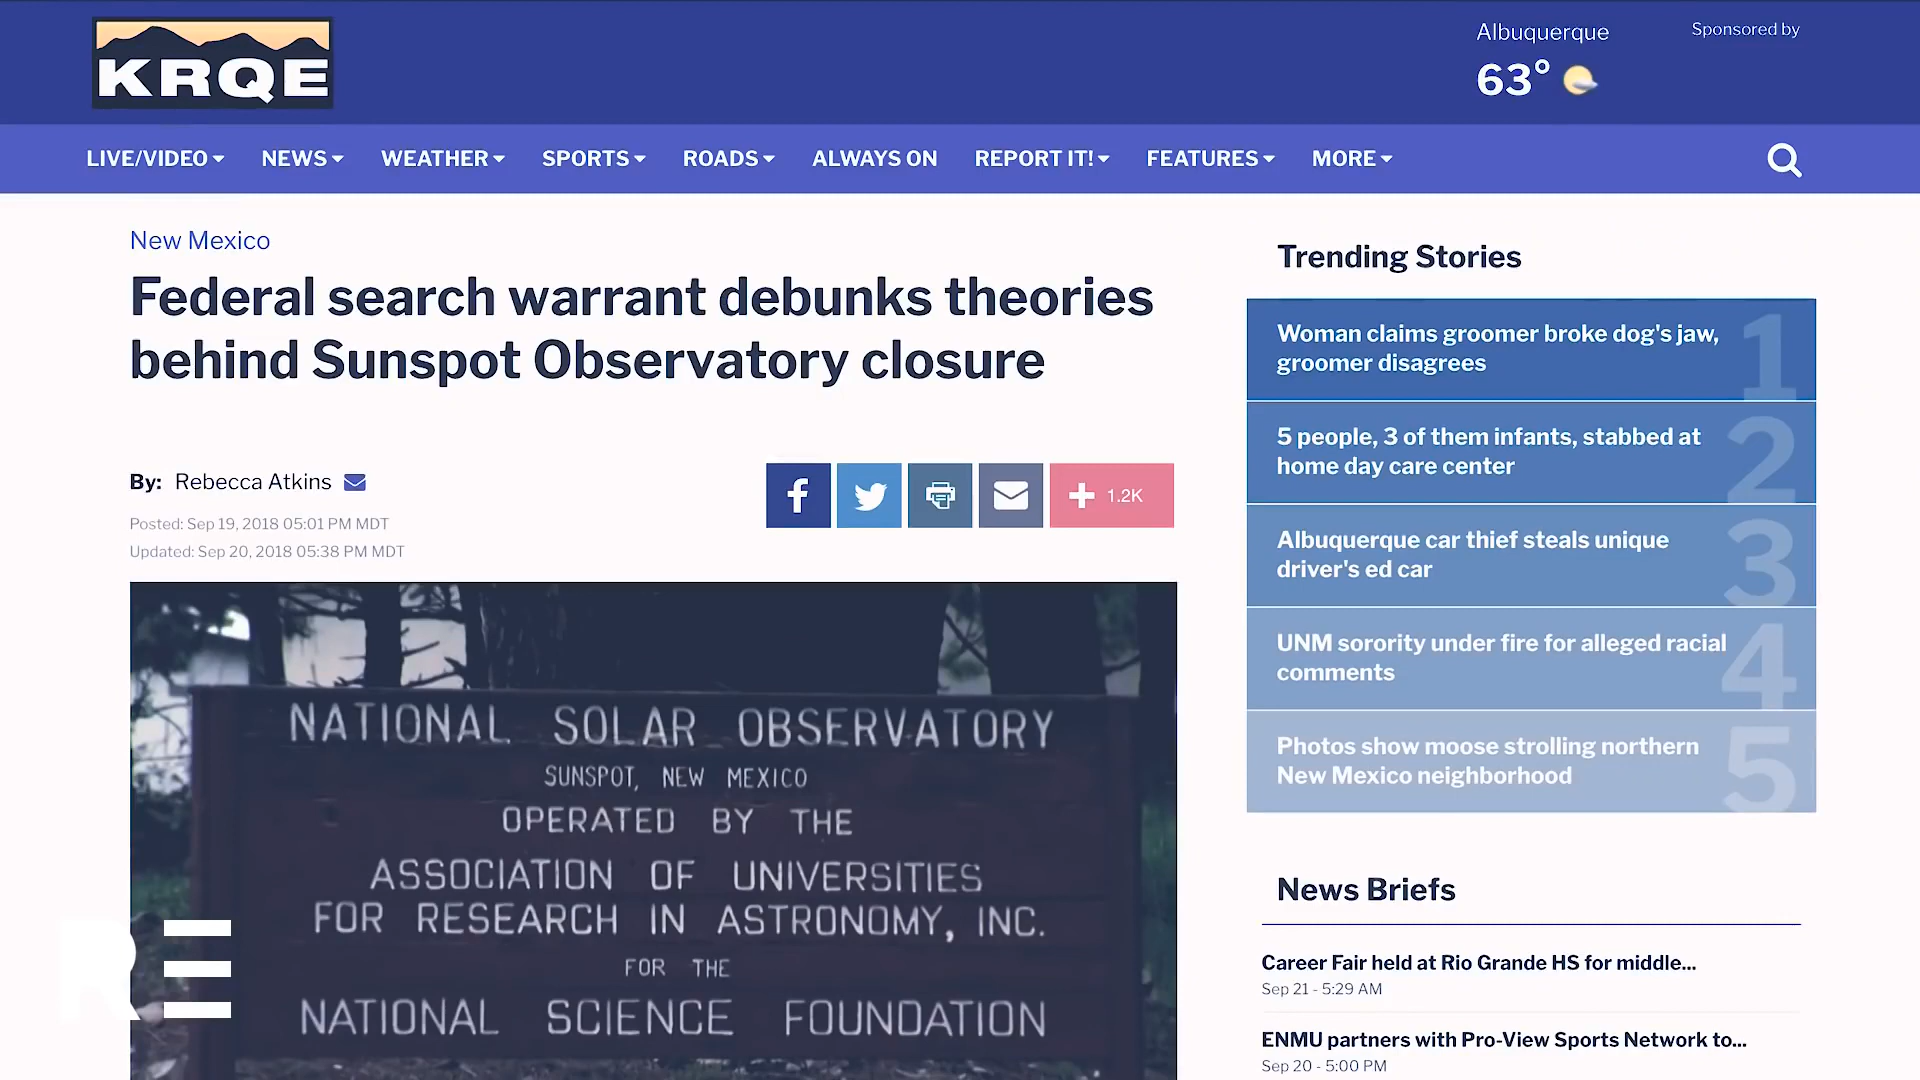 KRQE
Albuquerque
63°
Sponsored by
LIVE/VIDEO
NEWS
WEATHER
SPORTS
ROADS
ALWAYS ON
REPORT IT!
FEATURES
MORE
New Mexico
Federal search warrant debunks theories
behind Sunspot Observatory closure
By: Rebecca Atkins
Posted: Sep 19, 2018 05:01 PM MDT
Updated: Sep 20, 2018 05:38 PM MDT
1.2K
NATIONAL SOLAR OBSERVATORY
SUNSPOT, NEW MEXICO
OPERATED BY THE
ASSOCIATION OF UNIVERSITIES
FOR RESEARCH IN ASTRONOMY, INC.
FOR THE
NATIONAL SCIENCE FOUNDATION
RE
Trending Stories
Woman claims groomer broke dog's jaw,
groomer disagrees
1
5 people, 3 of them infants, stabbed at
home day care center
2
Albuquerque car thief steals unique
driver's ed car
3
UNM sorority under fire for alleged racial
comments
4
Photos show moose strolling northern
New Mexico neighborhood
5
News Briefs
Career Fair held at Rio Grande HS for middle...
Sep 21 - 5:29 AM
ENMU partners with Pro-View Sports Network to...
Sep 20 - 5:00 PM